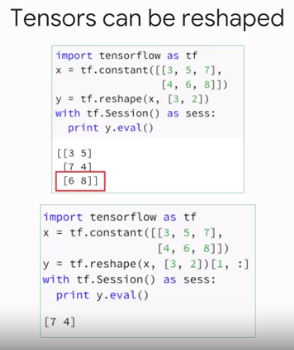 Tensors can be reshaped
import tensorflow as tf
x = tf.constant([[3, 5, 7],
                 [4, 6, 8]])
y = tf.reshape(x, [3, 2])
with tf.Session() as sess:
  print y.eval()
[[3 5]
 [7 4]
 [6 8]]
import tensorflow as tf
x = tf.constant([[3, 5, 7],
                 [4, 6, 8]])
y = tf.reshape(x, [3, 2])[1, :]
with tf.Session() as sess:
  print y.eval()
[7 4]